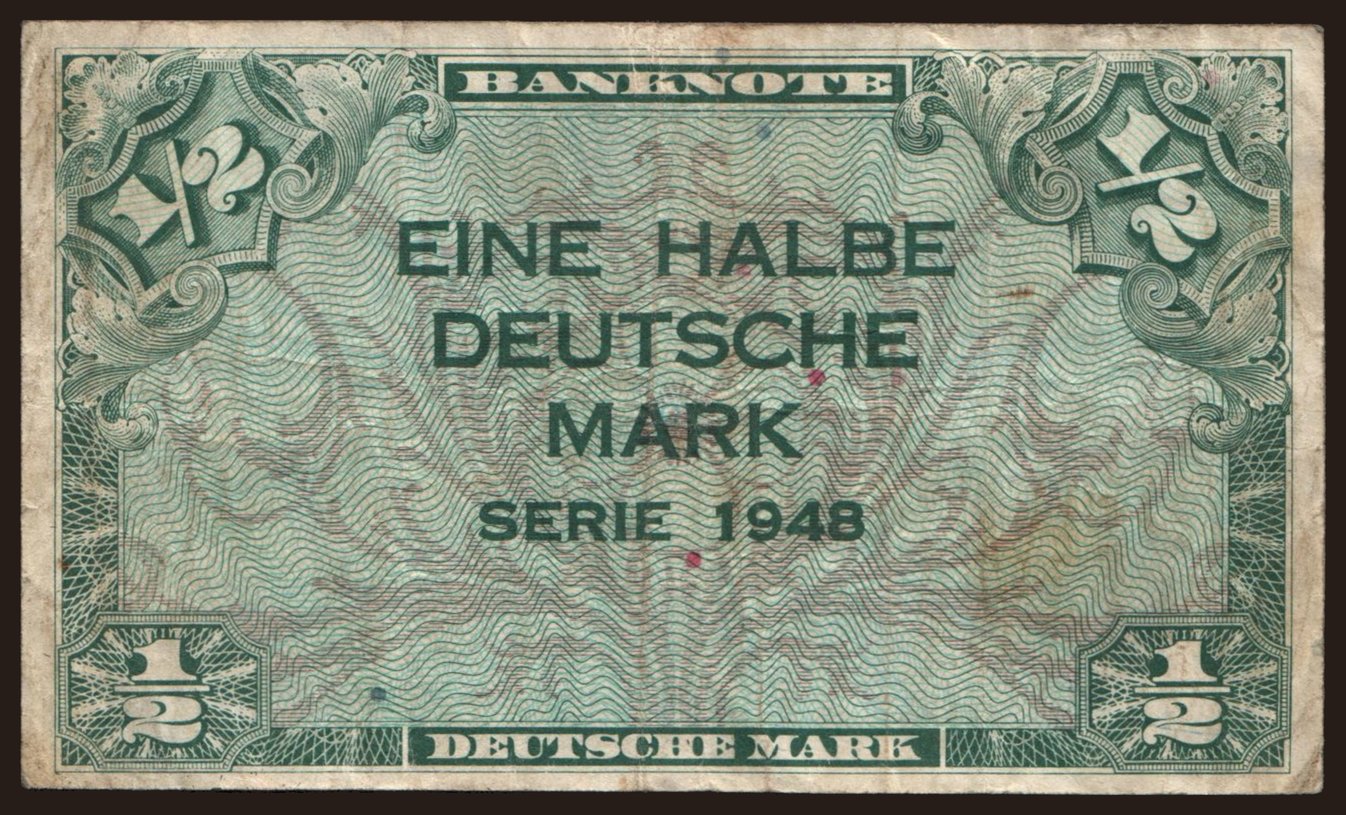 BANKNOTE
1/2
1/2
EINE HALBE
DEUTSCHE
MARK
SERIE 1948
1/2
1/2
DEUTSCHE MARK